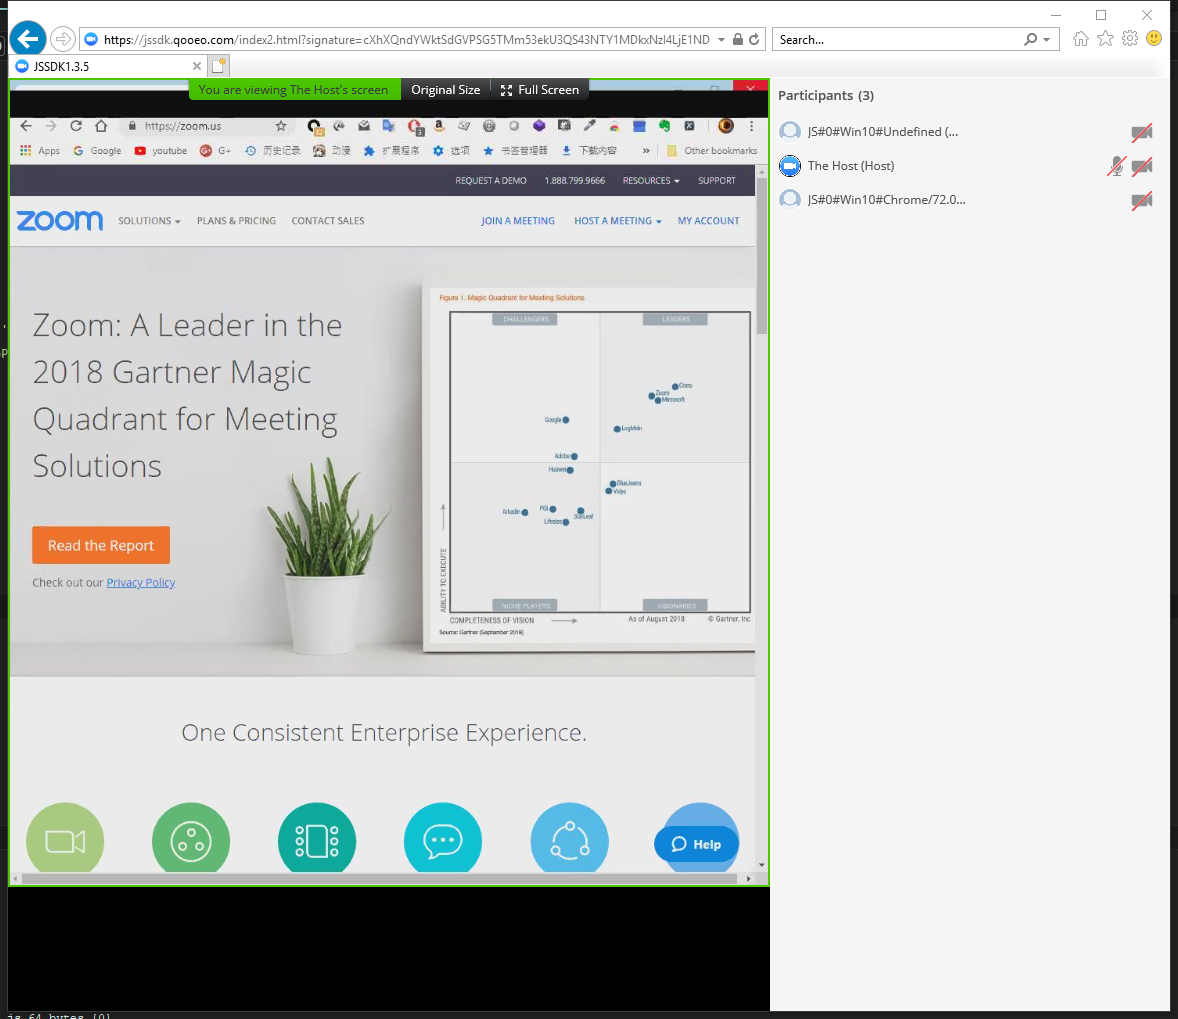 https://jssdk.qooeo.com/index2.html?signature=cXhXQndYWktSdGVPSG5TMm53ekU3QS43NTY1MDkxNzI4LjE1ND
Search...
JSSDK1.3.5
You are viewing The Host's screen
Original Size
Full Screen
https://zoom.us
Apps Google youtube G+ 历史记录 动漫 扩展程序 选项 书签管理器 下载内容 » Other bookmarks
REQUEST A DEMO 1.888.799.9666 RESOURCES SUPPORT
zoom SOLUTIONS PLANS & PRICING CONTACT SALES JOIN A MEETING HOST A MEETING MY ACCOUNT
Zoom: A Leader in the
2018 Gartner Magic
Quadrant for Meeting
Solutions
Read the Report
Check out our Privacy Policy
Figure 1. Magic Quadrant for Meeting Solutions
CHALLENGERS LEADERS
Cisco
Zoom
Microsoft
Google
LogMeIn
Adobe
Huawei
BlueJeans
Vidyo
Arkadin
PGi
StarLeaf
Lifesize
NICHE PLAYERS VISIONARIES
ABILITY TO EXECUTE
COMPLETENESS OF VISION
As of August 2018 © Gartner, Inc
Source: Gartner (September 2018)
One Consistent Enterprise Experience.
Help
Participants (3)
JS#0#Win10#Undefined (...
The Host (Host)
JS#0#Win10#Chrome/72.0...